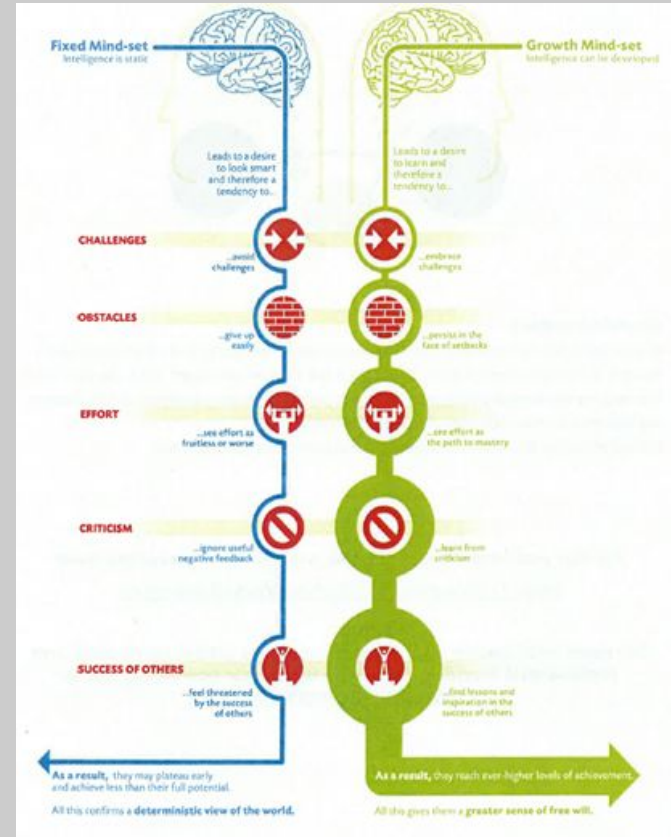 Fixed Mind-set
Intelligence is static
Growth Mind-set
Intelligence can be developed
Leads to a desire
to look smart
and therefore a
tendency to...
Leads to a desire
to learn and
therefore a
tendency to...
CHALLENGES
...avoid
challenges
...embrace
challenges
OBSTACLES
...give up
easily
...persist in the
face of setbacks
EFFORT
...see effort as
fruitless or worse
...see effort as
the path to mastery
CRITICISM
...ignore useful
negative feedback
...learn from
criticism
SUCCESS OF OTHERS
...feel threatened
by the success
of others
...find lessons and
inspiration in the
success of others
As a result, they may plateau early
and achieve less than their full potential.
All this confirms a deterministic view of the world.
As a result, they reach ever-higher levels of achievement.
All this gives them a greater sense of free will.